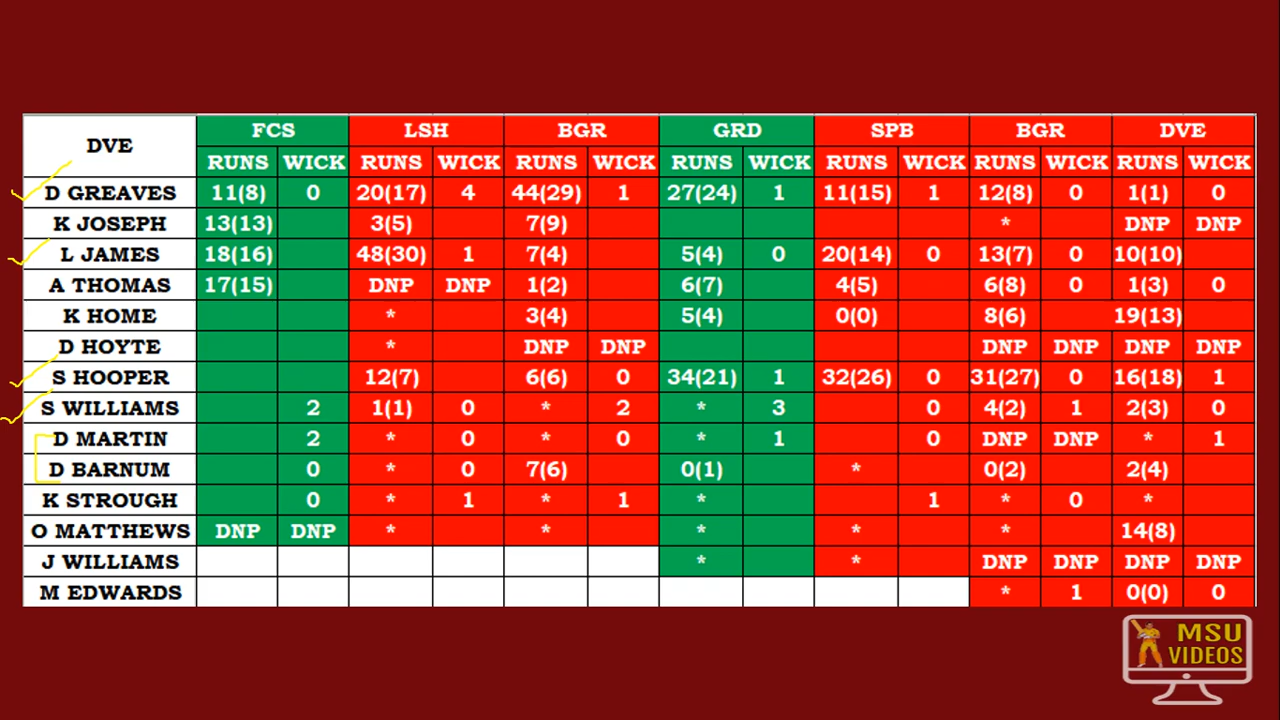 DVE FCS LSH BGR GRD SPB BGR DVE
RUNS WICK RUNS WICK RUNS WICK RUNS WICK RUNS WICK RUNS WICK RUNS WICK
D GREAVES 11(8) 0 20(17) 4 44(29) 1 27(24) 1 11(15) 1 12(8) 0 1(1) 0
K JOSEPH 13(13) 3(5) 7(9) * DNP DNP
L JAMES 18(16) 48(30) 1 7(4) 5(4) 0 20(14) 0 13(7) 0 10(10)
A THOMAS 17(15) DNP DNP 1(2) 6(7) 4(5) 6(8) 0 1(3) 0
K HOME * 3(4) 5(4) 0(0) 8(6) 19(13)
D HOYTE * DNP DNP DNP DNP DNP DNP
S HOOPER 12(7) 6(6) 0 34(21) 1 32(26) 0 31(27) 0 16(18) 1
S WILLIAMS 2 1(1) 0 * 2 * 3 0 4(2) 1 2(3) 0
D MARTIN 2 * 0 * 0 * 1 0 DNP DNP * 1
D BARNUM 0 * 0 7(6) 0(1) * 0(2) 2(4)
K STROUGH 0 * 1 * 1 * 1 * 0 *
O MATTHEWS DNP DNP * * * * * 14(8)
J WILLIAMS * * DNP DNP DNP DNP
M EDWARDS * 1 0(0) 0
MSU
VIDEOS